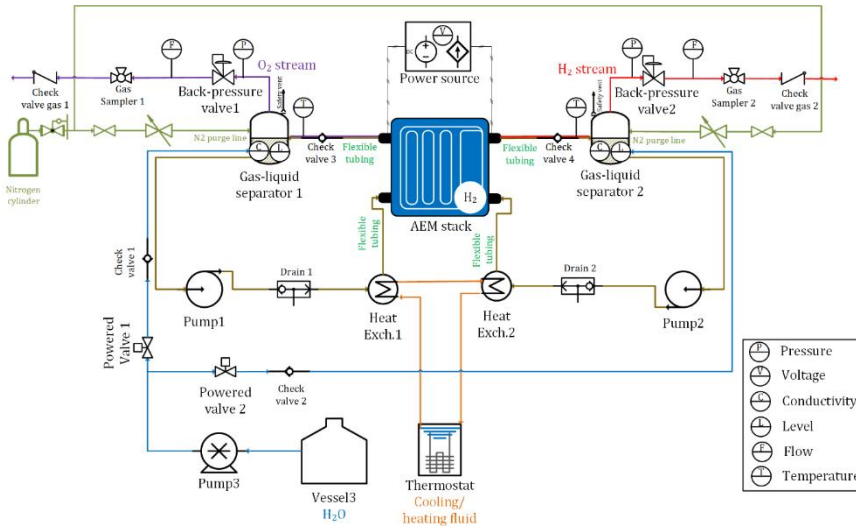 V
DC
Power source
F
P
O₂ stream
H₂ stream
P
F
Check
valve gas 1
Gas
Sampler 1
Back-pressure
valve1
Safety vent
T
T
Safety vent
Back-pressure
valve2
Gas
Sampler 2
Check
valve gas 2
N2 purge line
N2 purge line
C L
C L
Nitrogen
cylinder
Gas-liquid
separator 1
Check
valve 3
Flexible
tubing
Flexible
tubing
Check
valve 4
Gas-liquid
separator 2
H₂
AEM stack
Flexible
tubing
Flexible
tubing
Check
valve 1
Drain 1
Drain 2
Pump1
Heat
Exch.1
Heat
Exch.2
Pump2
Powered
Valve 1
Powered
valve 2
Check
valve 2
Pump3
Vessel3
H₂O
Thermostat
Cooling/
heating fluid
P Pressure
V Voltage
C Conductivity
L Level
F Flow
T Temperature